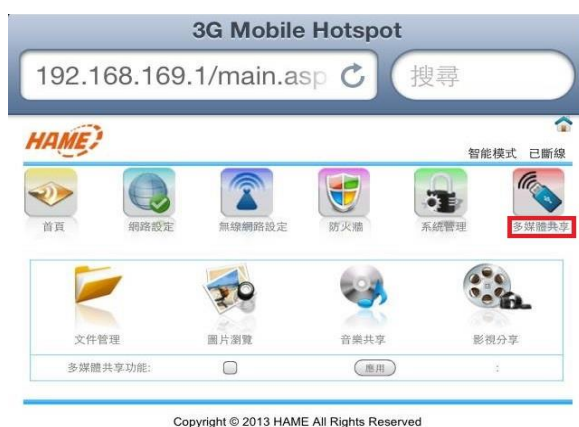 3G Mobile Hotspot
192.168.169.1/main.asp 搜尋
HAME
智能模式 已斷線
首頁 網路設定 無線網路設定 防火牆 系統管理 多媒體共享
文件管理 圖片瀏覽 音樂共享 影視分享
多媒體共享功能: 應用 :
Copyright © 2013 HAME All Rights Reserved